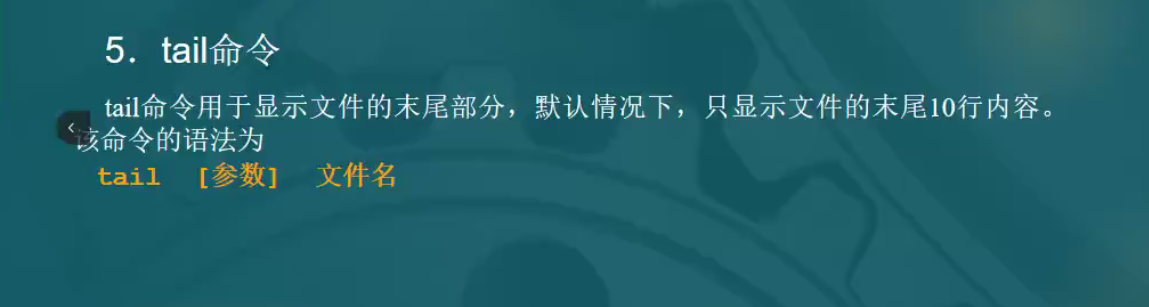 5．tail命令
tail命令用于显示文件的末尾部分，默认情况下，只显示文件的末尾10行内容。
该命令的语法为
tail [参数] 文件名